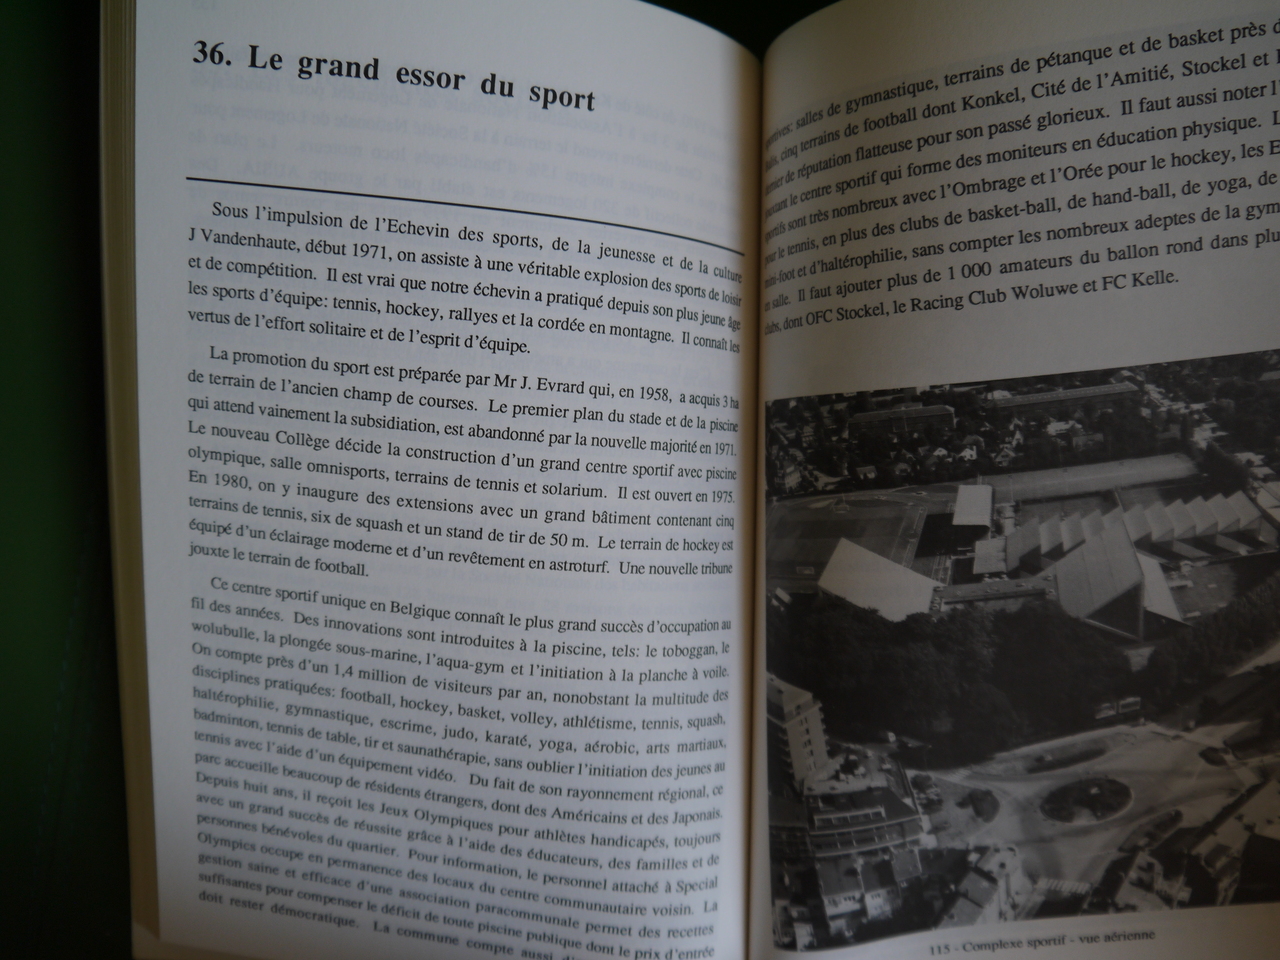 36. Le grand essor du sport
Sous l'impulsion de l'Echevin des sports, de la jeunesse et de la culture
J Vandenhaute, début 1971, on assiste à une véritable explosion des sports de loisir
et de compétition. Il est vrai que notre échevin a pratiqué depuis son plus jeune âge
les sports d'équipe: tennis, hockey, rallyes et la cordée en montagne. Il connaît les
vertus de l'effort solitaire et de l'esprit d'équipe.
La promotion du sport est préparée par Mr J. Evrard qui, en 1958, a acquis 3 ha
de terrain de l'ancien champ de courses. Le premier plan du stade et de la piscine
qui attend vainement la subsidiation, est abandonné par la nouvelle majorité en 1971.
Le nouveau Collège décide la construction d'un grand centre sportif avec piscine
olympique, salle omnisports, terrains de tennis et solarium. Il est ouvert en 1975.
En 1980, on y inaugure des extensions avec un grand bâtiment contenant cinq
terrains de tennis, six de squash et un stand de tir de 50 m. Le terrain de hockey est
équipé d'un éclairage moderne et d'un revêtement en astroturf. Une nouvelle tribune
jouxte le terrain de football.
Ce centre sportif unique en Belgique connaît le plus grand succès d'occupation au
fil des années. Des innovations sont introduites à la piscine, tels: le toboggan, le
wolubulle, la plongée sous-marine, l'aqua-gym et l'initiation à la planche à voile.
On compte près d'un 1,4 million de visiteurs par an, nonobstant la multitude des
disciplines pratiquées: football, hockey, basket, volley, athlétisme, tennis, squash,
haltérophilie, gymnastique, escrime, judo, karaté, yoga, aérobic, arts martiaux,
badminton, tennis de table, tir et saunathérapie, sans oublier l'initiation des jeunes au
tennis avec l'aide d'un équipement vidéo. Du fait de son rayonnement régional, ce
parc accueille beaucoup de résidents étrangers, dont des Américains et des Japonais.
Depuis huit ans, il reçoit les Jeux Olympiques pour athlètes handicapés, toujours
avec un grand succès de réussite grâce à l'aide des éducateurs, des familles et de
personnes bénévoles du quartier. Pour information, le personnel attaché à Special
Olympics occupe en permanence des locaux du centre communautaire voisin. La
gestion saine et efficace d'une association paracommunale permet des recettes
suffisantes pour compenser le déficit de toute piscine publique dont le prix d'entrée
doit rester démocratique. La commune compte aussi
salles de gymnastique, terrains de pétanque et de basket près
cinq terrains de football dont Konkel, Cité de l'Amitié, Stockel et
de réputation flatteuse pour son passé glorieux. Il faut aussi noter
le centre sportif qui forme des moniteurs en éducation physique.
sont très nombreux avec l'Ombrage et l'Orée pour le hockey, les
le tennis, en plus des clubs de basket-ball, de hand-ball, de yoga, de
et d'haltérophilie, sans compter les nombreux adeptes de la
salle. Il faut ajouter plus de 1 000 amateurs du ballon rond dans
dont OFC Stockel, le Racing Club Woluwe et FC Kelle.
115 - Complexe sportif - vue aérienne